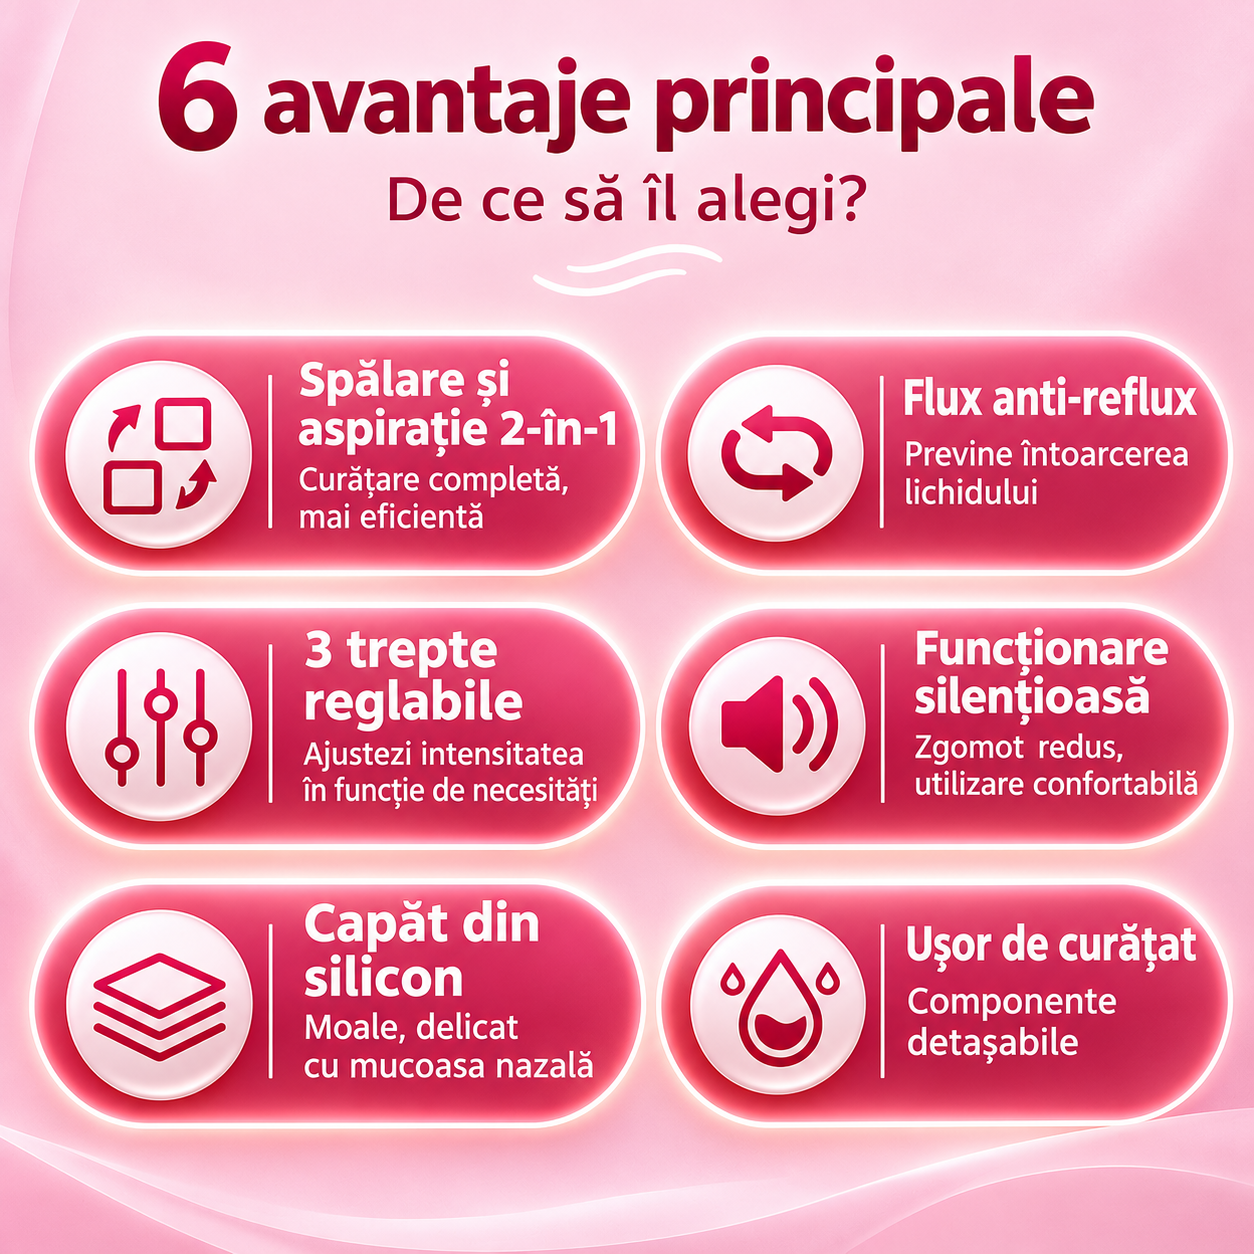 6 avantaje principale
De ce să îl alegi?
Spălare și
aspirație 2-în-1
Curățare completă,
mai eficientă
Flux anti-reflux
Previne întoarcerea
lichidului
3 trepte
reglabile
Ajustezi intensitatea
în funcție de necesități
Funcționare
silențioasă
Zgomot redus,
utilizare confortabilă
Capăt din
silicon
Moale, delicat
cu mucoasa nazală
Ușor de curățat
Componente
detașabile